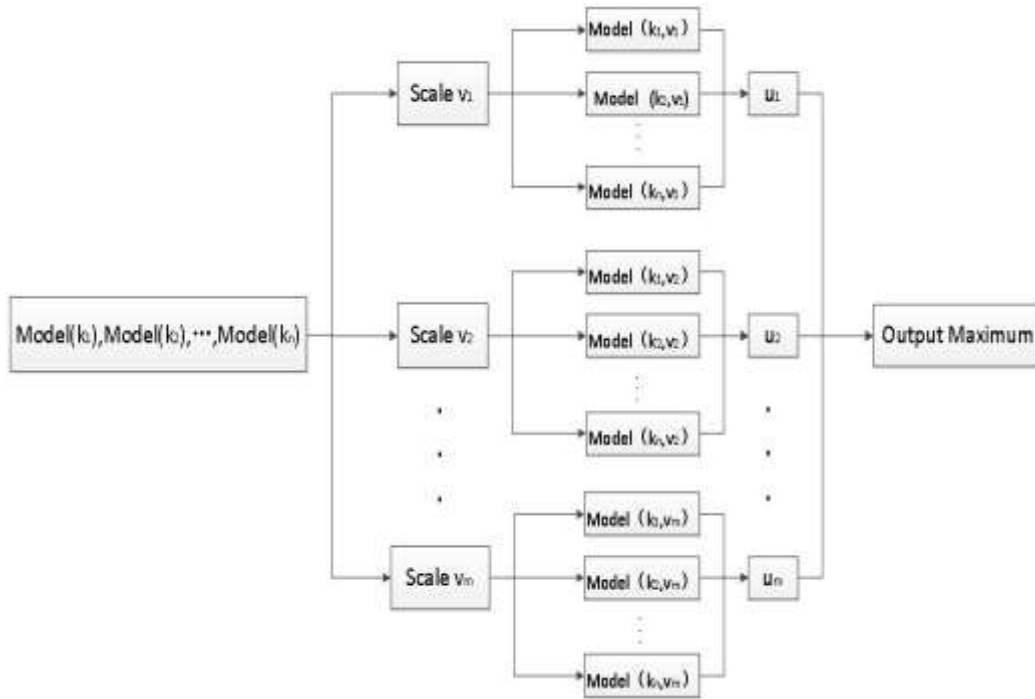 Model(k₁),Model(k₂),···,Model(kₙ)
Scale v₁
Model (k₁,v₁)
Model (k₂,v₁)
Model (kₙ,v₁)
u₁
Scale v₂
Model (k₁,v₂)
Model (k₂,v₂)
Model (kₙ,v₂)
u₂
Scale vₘ
Model (k₁,vₘ)
Model (k₂,vₘ)
Model (kₙ,vₘ)
uₘ
Output Maximum